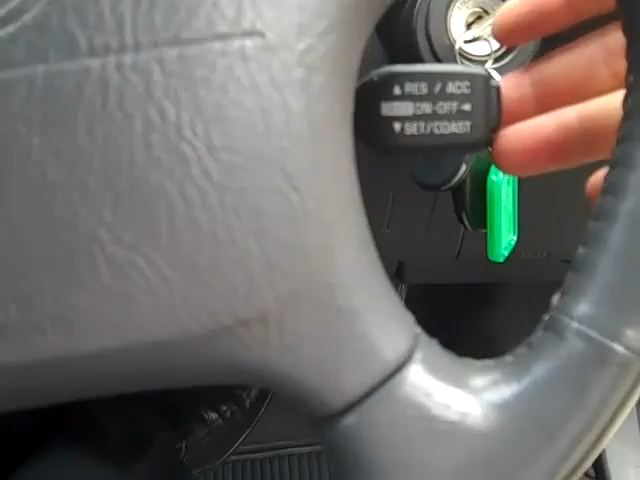 ▲ RES / ACC
ON-OFF ◄
▼ SET/COAST